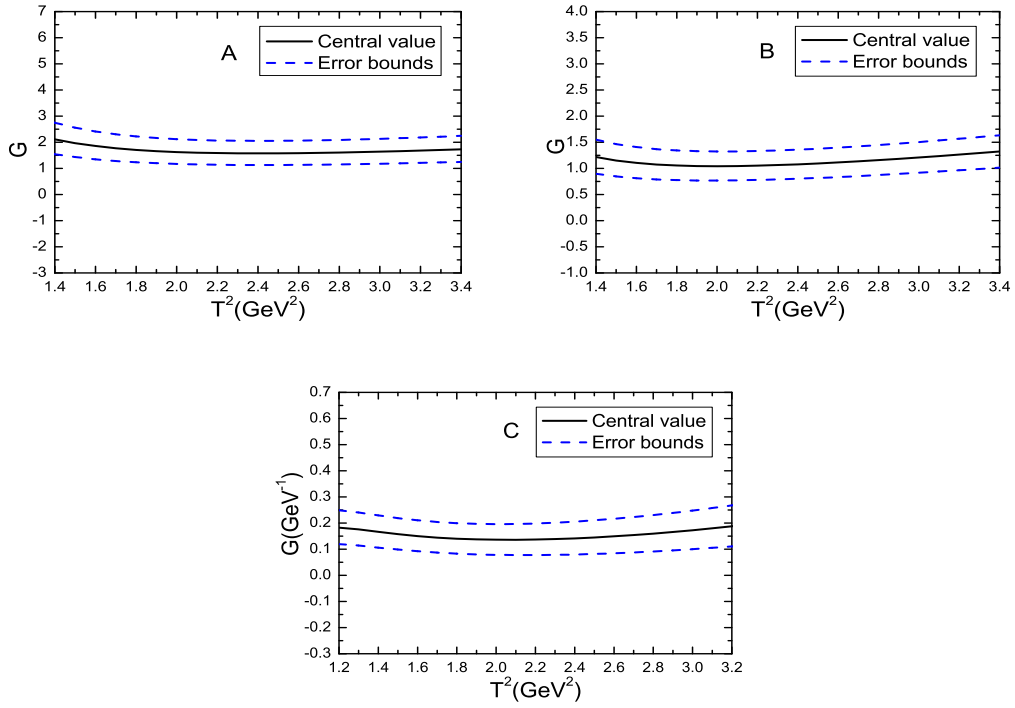 A
Central value
Error bounds
G
7
6
5
4
3
2
1
0
-1
-2
-3
1.4 1.6 1.8 2.0 2.2 2.4 2.6 2.8 3.0 3.2 3.4
T²(GeV²)
B
Central value
Error bounds
G
4.0
3.5
3.0
2.5
2.0
1.5
1.0
0.5
0.0
-0.5
-1.0
1.4 1.6 1.8 2.0 2.2 2.4 2.6 2.8 3.0 3.2 3.4
T²(GeV²)
C
Central value
Error bounds
G(GeV⁻¹)
0.7
0.6
0.5
0.4
0.3
0.2
0.1
0.0
-0.1
-0.2
-0.3
1.2 1.4 1.6 1.8 2.0 2.2 2.4 2.6 2.8 3.0 3.2
T²(GeV²)